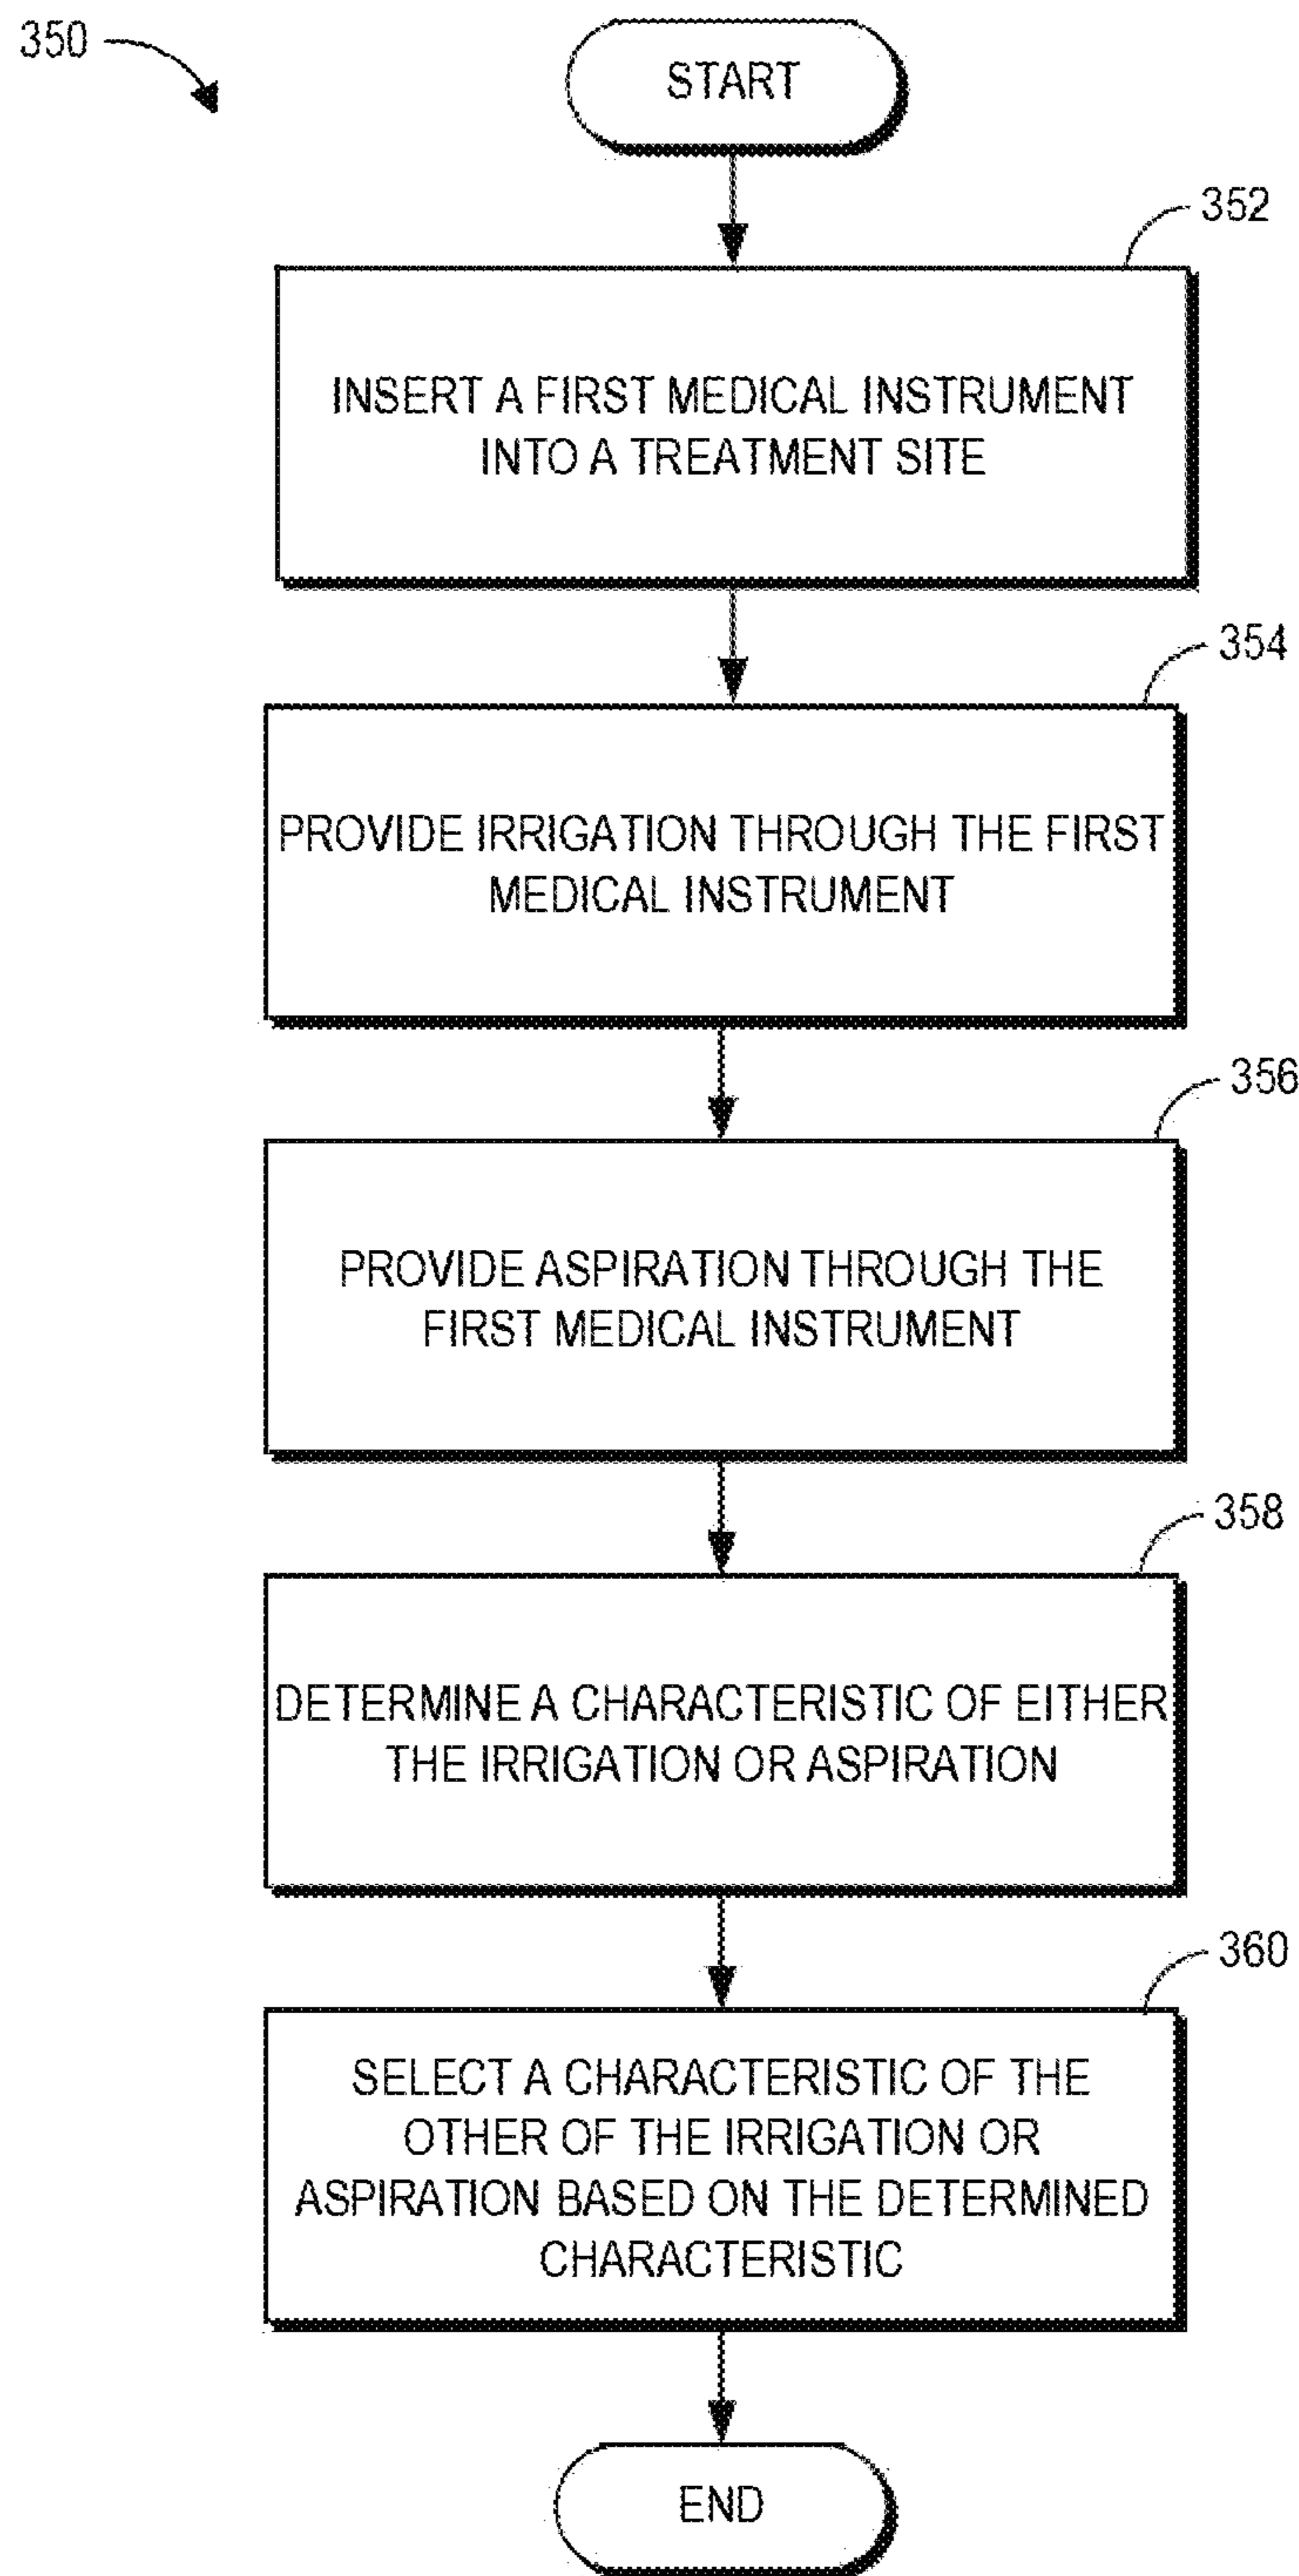 350
START
352
INSERT A FIRST MEDICAL INSTRUMENT
INTO A TREATMENT SITE
354
PROVIDE IRRIGATION THROUGH THE FIRST
MEDICAL INSTRUMENT
356
PROVIDE ASPIRATION THROUGH THE
FIRST MEDICAL INSTRUMENT
358
DETERMINE A CHARACTERISTIC OF EITHER
THE IRRIGATION OR ASPIRATION
360
SELECT A CHARACTERISTIC OF THE
OTHER OF THE IRRIGATION OR
ASPIRATION BASED ON THE DETERMINED
CHARACTERISTIC
END